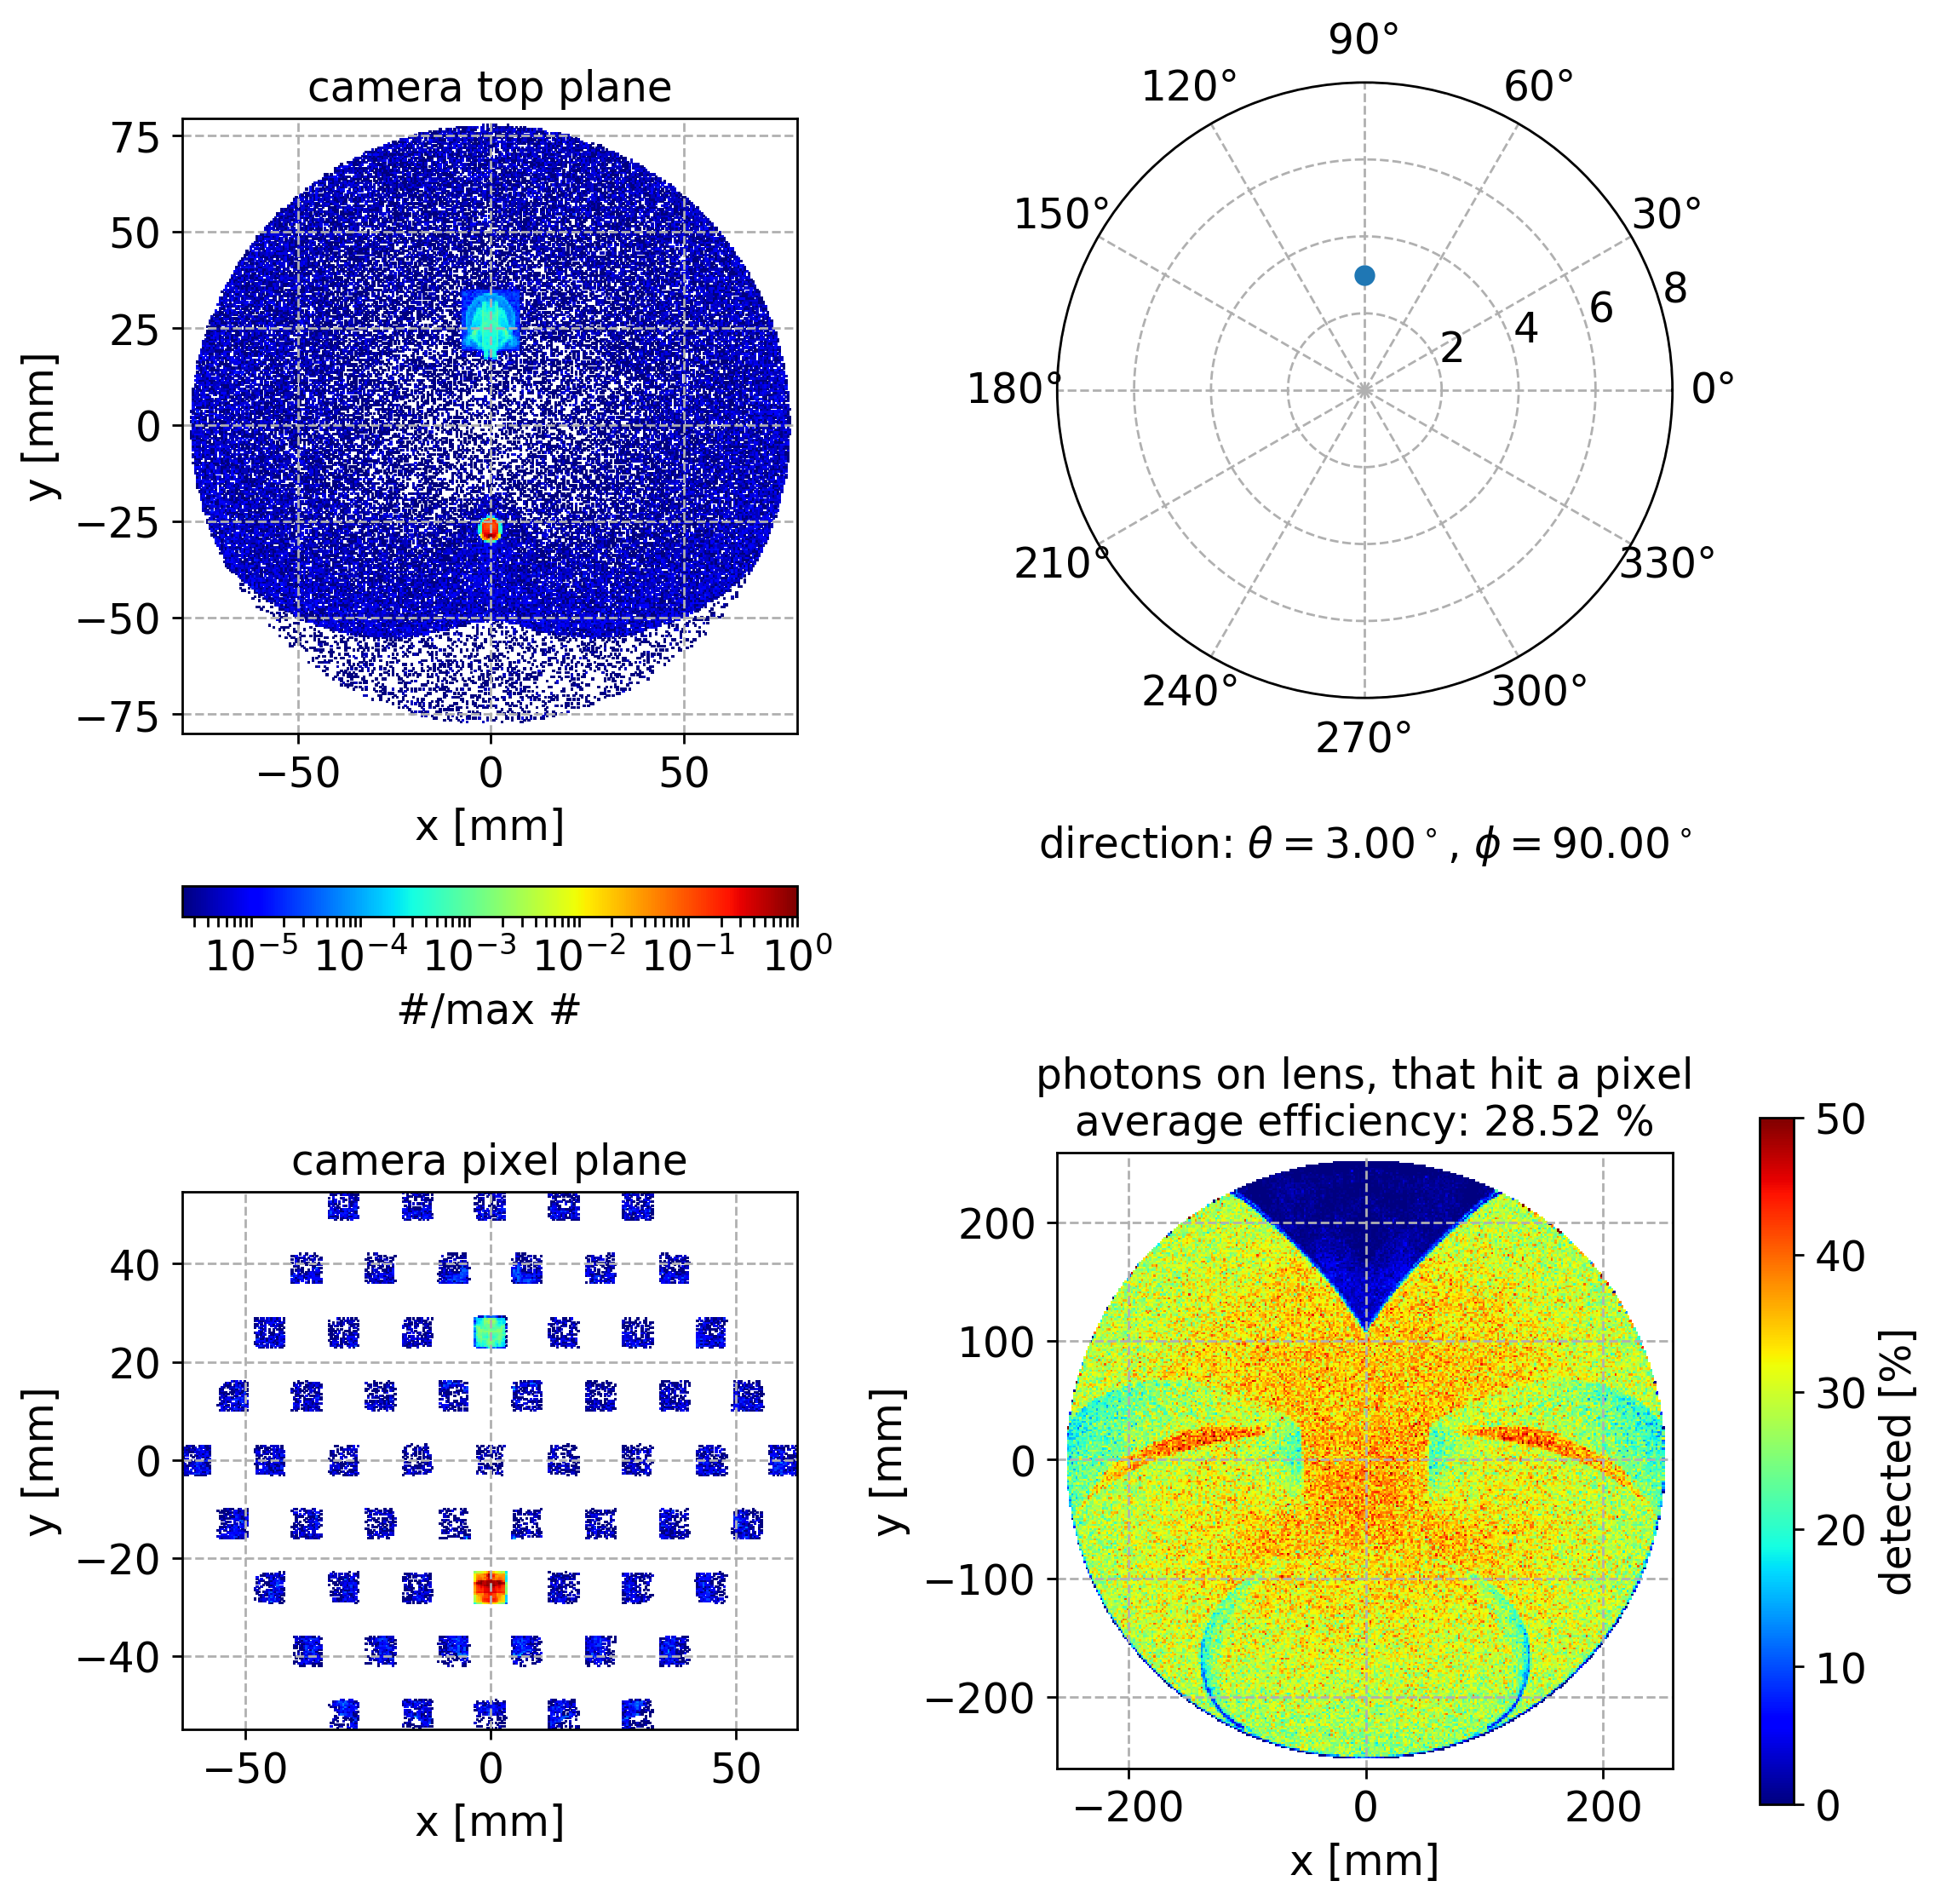 camera top plane
75
50
25
0
−25
−50
−75
y [mm]
−50 0 50
x [mm]
10⁻⁵ 10⁻⁴ 10⁻³ 10⁻² 10⁻¹ 10⁰
#/max #
90°
120° 60°
150° 30°
180° 0°
210° 330°
240° 300°
270°
2 4 6 8
direction: θ = 3.00°, ϕ = 90.00°
camera pixel plane
40
20
0
−20
−40
y [mm]
−50 0 50
x [mm]
photons on lens, that hit a pixel
average efficiency: 28.52 %
200
100
0
−100
−200
y [mm]
−200 0 200
x [mm]
50
40
30
20
10
0
detected [%]